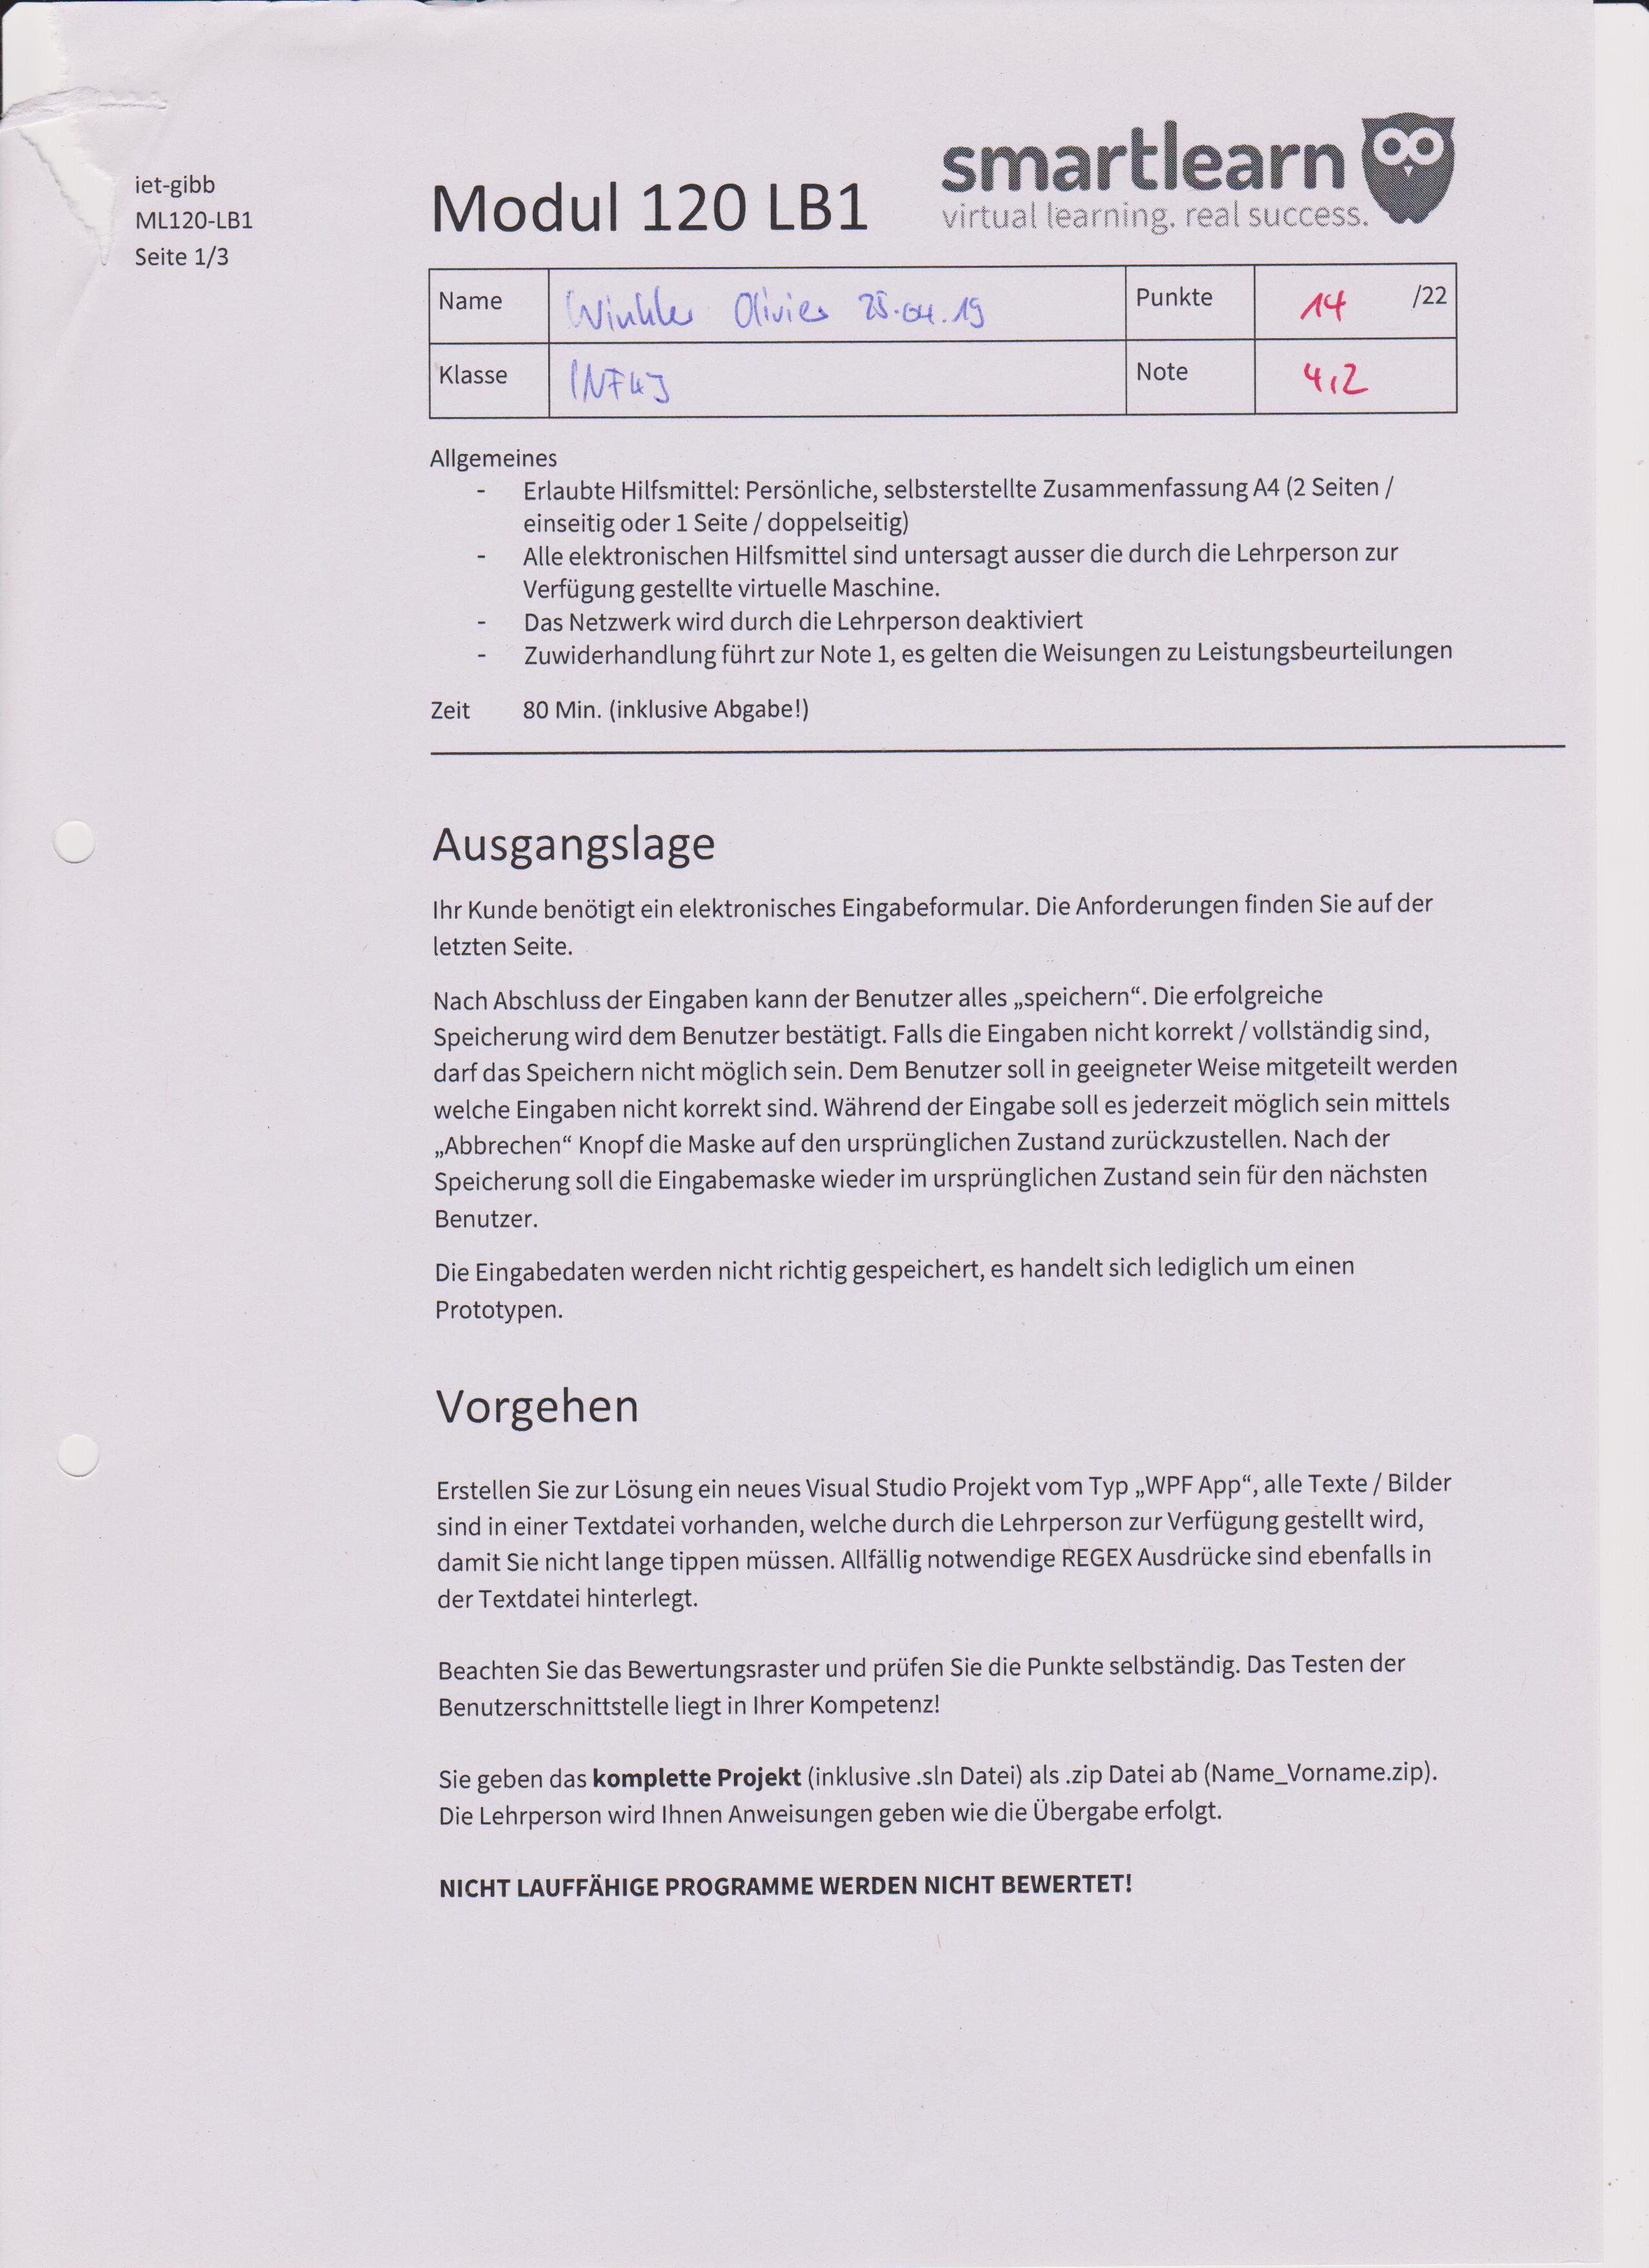 iet-gibb
ML120-LB1
Seite 1/3
Modul 120 LB1
smartlearn
virtual learning. real success.
Name Winkler Olivier 25.04.19 Punkte 14 /22
Klasse INF4J Note 4,2
Allgemeines
- Erlaubte Hilfsmittel: Persönliche, selbsterstellte Zusammenfassung A4 (2 Seiten /
einseitig oder 1 Seite / doppelseitig)
- Alle elektronischen Hilfsmittel sind untersagt ausser die durch die Lehrperson zur
Verfügung gestellte virtuelle Maschine.
- Das Netzwerk wird durch die Lehrperson deaktiviert
- Zuwiderhandlung führt zur Note 1, es gelten die Weisungen zu Leistungsbeurteilungen
Zeit 80 Min. (inklusive Abgabe!)
Ausgangslage
Ihr Kunde benötigt ein elektronisches Eingabeformular. Die Anforderungen finden Sie auf der
letzten Seite.
Nach Abschluss der Eingaben kann der Benutzer alles „speichern“. Die erfolgreiche
Speicherung wird dem Benutzer bestätigt. Falls die Eingaben nicht korrekt / vollständig sind,
darf das Speichern nicht möglich sein. Dem Benutzer soll in geeigneter Weise mitgeteilt werden
welche Eingaben nicht korrekt sind. Während der Eingabe soll es jederzeit möglich sein mittels
„Abbrechen“ Knopf die Maske auf den ursprünglichen Zustand zurückzustellen. Nach der
Speicherung soll die Eingabemaske wieder im ursprünglichen Zustand sein für den nächsten
Benutzer.
Die Eingabedaten werden nicht richtig gespeichert, es handelt sich lediglich um einen
Prototypen.
Vorgehen
Erstellen Sie zur Lösung ein neues Visual Studio Projekt vom Typ „WPF App“, alle Texte / Bilder
sind in einer Textdatei vorhanden, welche durch die Lehrperson zur Verfügung gestellt wird,
damit Sie nicht lange tippen müssen. Allfällig notwendige REGEX Ausdrücke sind ebenfalls in
der Textdatei hinterlegt.
Beachten Sie das Bewertungsraster und prüfen Sie die Punkte selbständig. Das Testen der
Benutzerschnittstelle liegt in Ihrer Kompetenz!
Sie geben das komplette Projekt (inklusive .sln Datei) als .zip Datei ab (Name_Vorname.zip).
Die Lehrperson wird Ihnen Anweisungen geben wie die Übergabe erfolgt.
NICHT LAUFFÄHIGE PROGRAMME WERDEN NICHT BEWERTET!